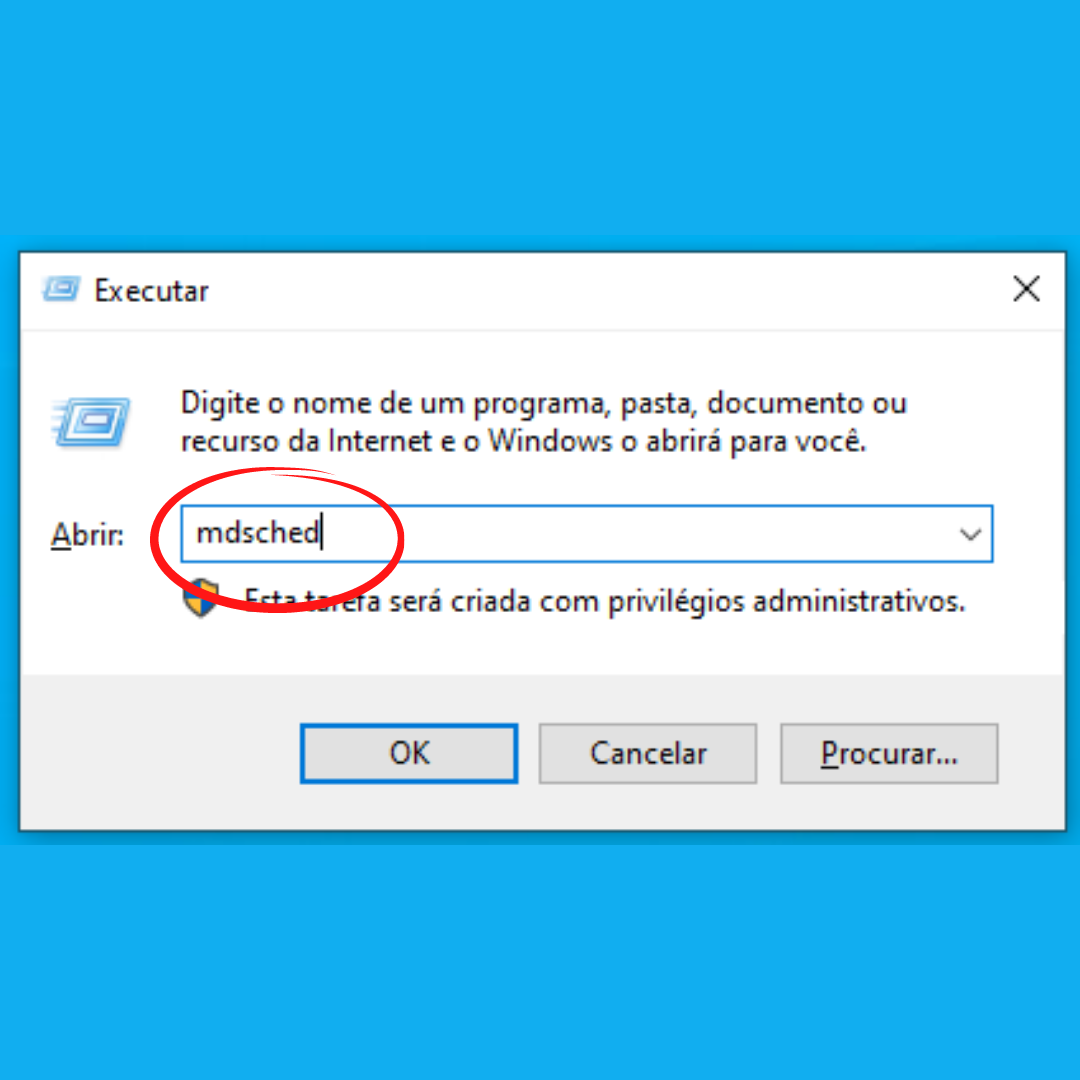 Executar
Digite o nome de um programa, pasta, documento ou
recurso da Internet e o Windows o abrirá para você.
Abrir: mdsched
Esta tarefa será criada com privilégios administrativos.
OK Cancelar Procurar...